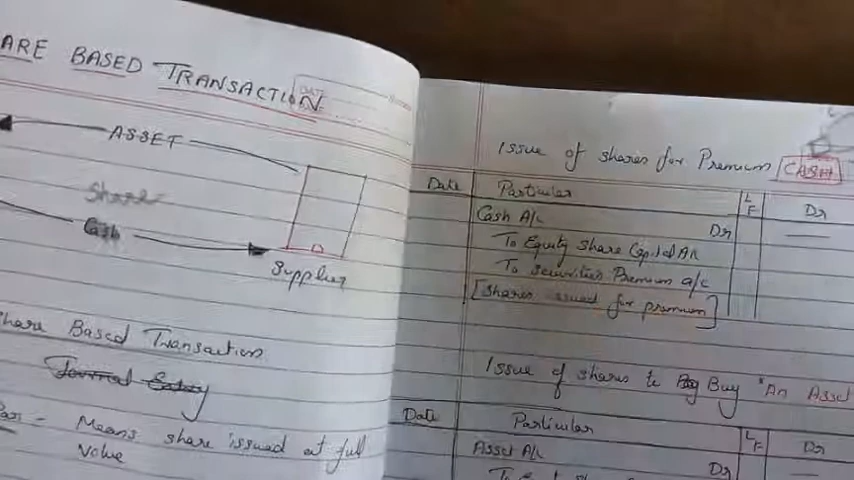 ARE BASED TRANSACTION
ASSET
Share
Cash
Supplier
Share Based Transaction
Journal Entry
Par - Means share issued at full
value
Issue of shares for Premium CASH
Date Particular L F Dr
Cash A/c Dr
To Equity Share Capital A/c
To Securities Premium a/c
[Shares issued for premium]
Issue of shares to Buy "An Asset
Date Particular L F Dr
Asset A/c Dr